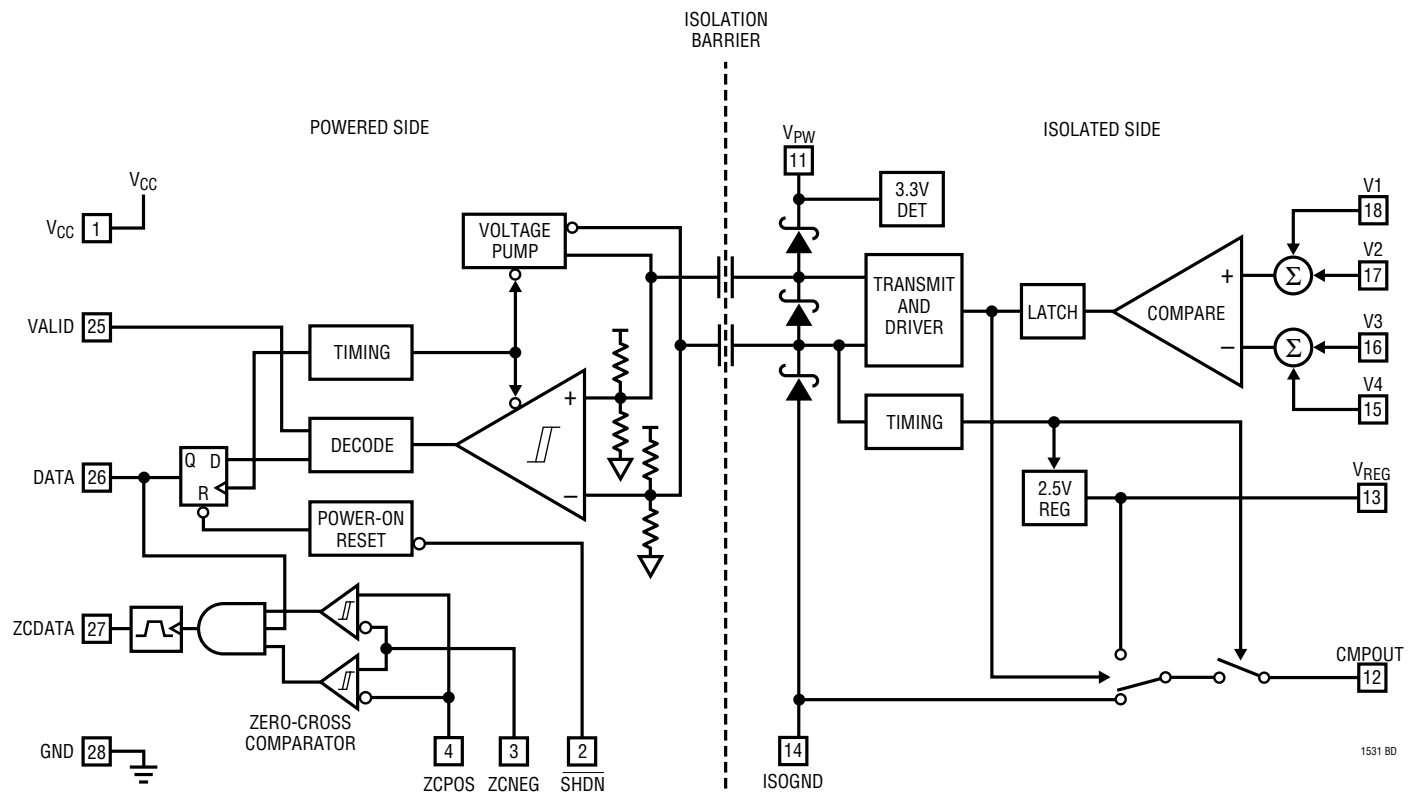 ISOLATION
BARRIER
POWERED SIDE
ISOLATED SIDE
VPW
11
3.3V
DET
VCC
VCC
1
VOLTAGE
PUMP
V1
18
V2
17
V3
16
V4
15
+
−
Σ
Σ
COMPARE
LATCH
TRANSMIT
AND
DRIVER
VALID
25
TIMING
DECODE
+
−
TIMING
DATA
26
Q D
R
POWER-ON
RESET
2.5V
REG
VREG
13
ZCDATA
27
ZERO-CROSS
COMPARATOR
CMPOUT
12
GND
28
4
ZCPOS
3
ZCNEG
2
SHDN
14
ISOGND
1531 BD